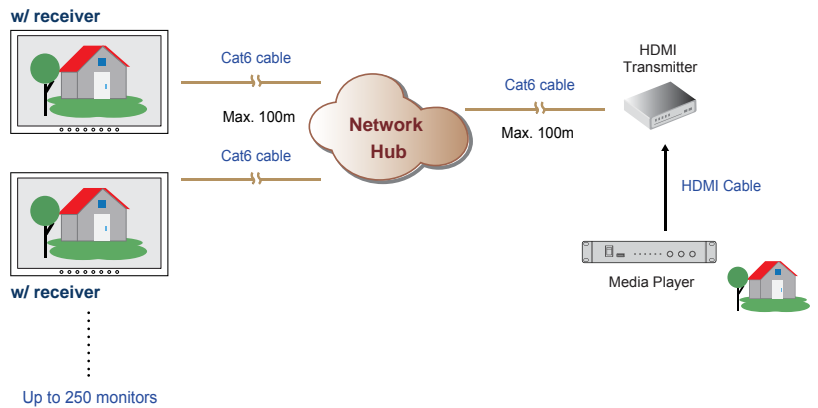 w/ receiver
Cat6 cable
Max. 100m
Cat6 cable
Network
Hub
Cat6 cable
Max. 100m
HDMI
Transmitter
HDMI Cable
Media Player
w/ receiver
Up to 250 monitors